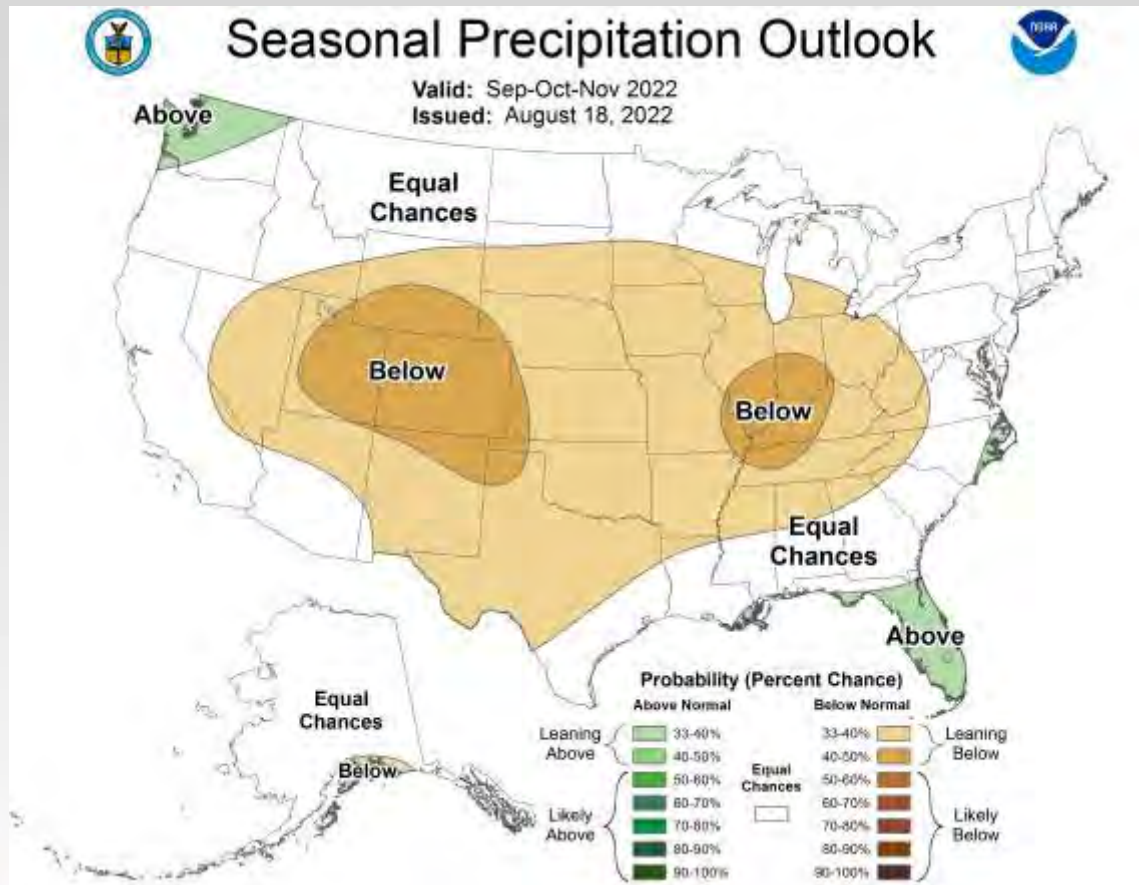 Seasonal Precipitation Outlook
NOAA
Valid: Sep-Oct-Nov 2022
Issued: August 18, 2022
Above
Equal
Chances
Below
Below
Equal
Chances
Above
Equal
Chances
Below
Probability (Percent Chance)
Above Normal
Below Normal
Leaning
Above
33-40%
40-50%
Likely
Above
50-60%
60-70%
70-80%
80-90%
90-100%
Equal
Chances
33-40%
40-50%
Leaning
Below
50-60%
60-70%
70-80%
80-90%
90-100%
Likely
Below